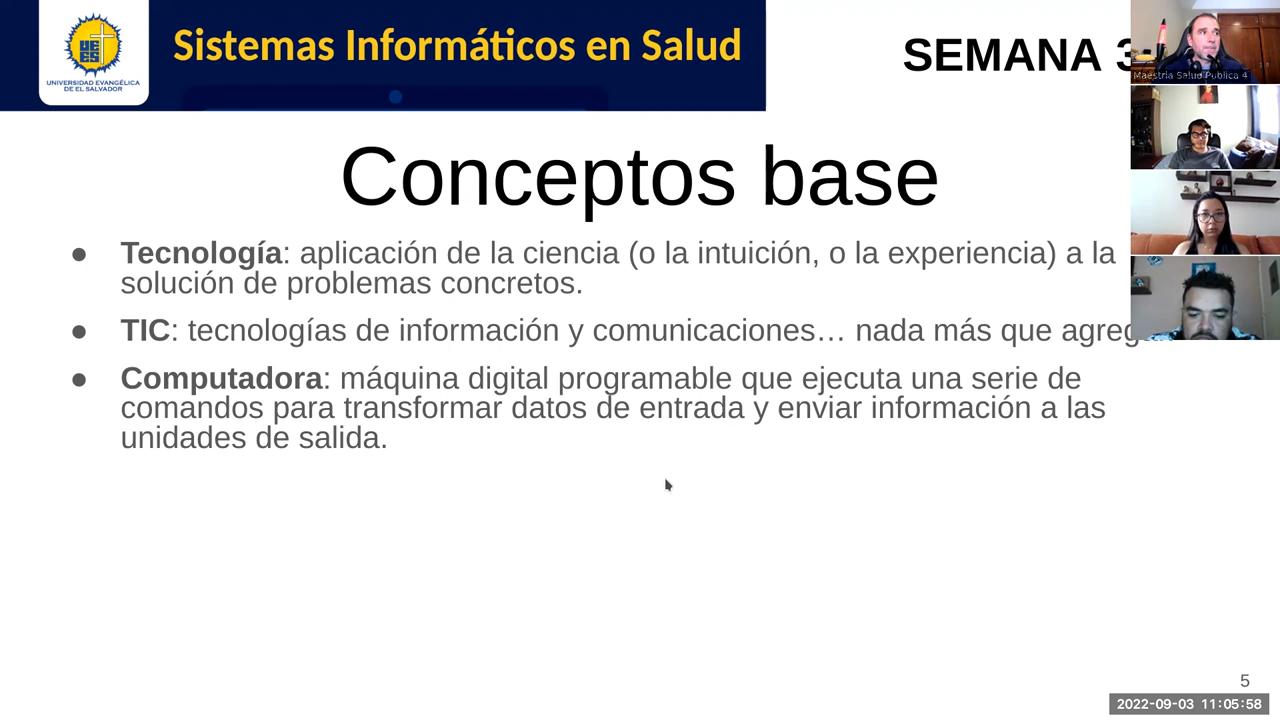 Sistemas Informáticos en Salud
UNIVERSIDAD EVANGÉLICA
DE EL SALVADOR
SEMANA 3
Maestria Salud Publica 4
Conceptos base
● Tecnología: aplicación de la ciencia (o la intuición, o la experiencia) a la
solución de problemas concretos.
● TIC: tecnologías de información y comunicaciones… nada más que
● Computadora: máquina digital programable que ejecuta una serie de
comandos para transformar datos de entrada y enviar información a las
unidades de salida.
5
2022-09-03 11:05:58